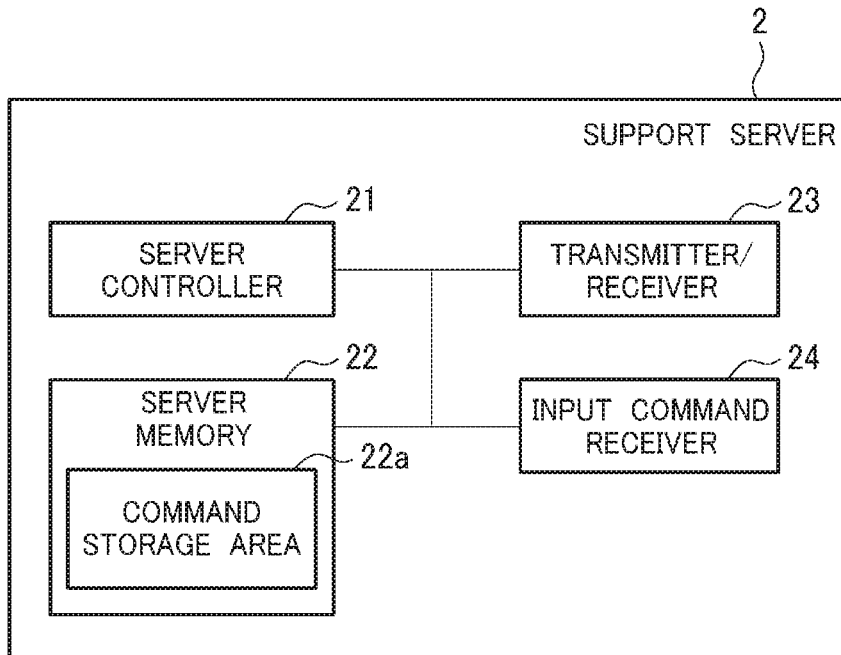 2
SUPPORT SERVER
21
SERVER
CONTROLLER
23
TRANSMITTER/
RECEIVER
22
SERVER
MEMORY
22a
COMMAND
STORAGE AREA
24
INPUT COMMAND
RECEIVER